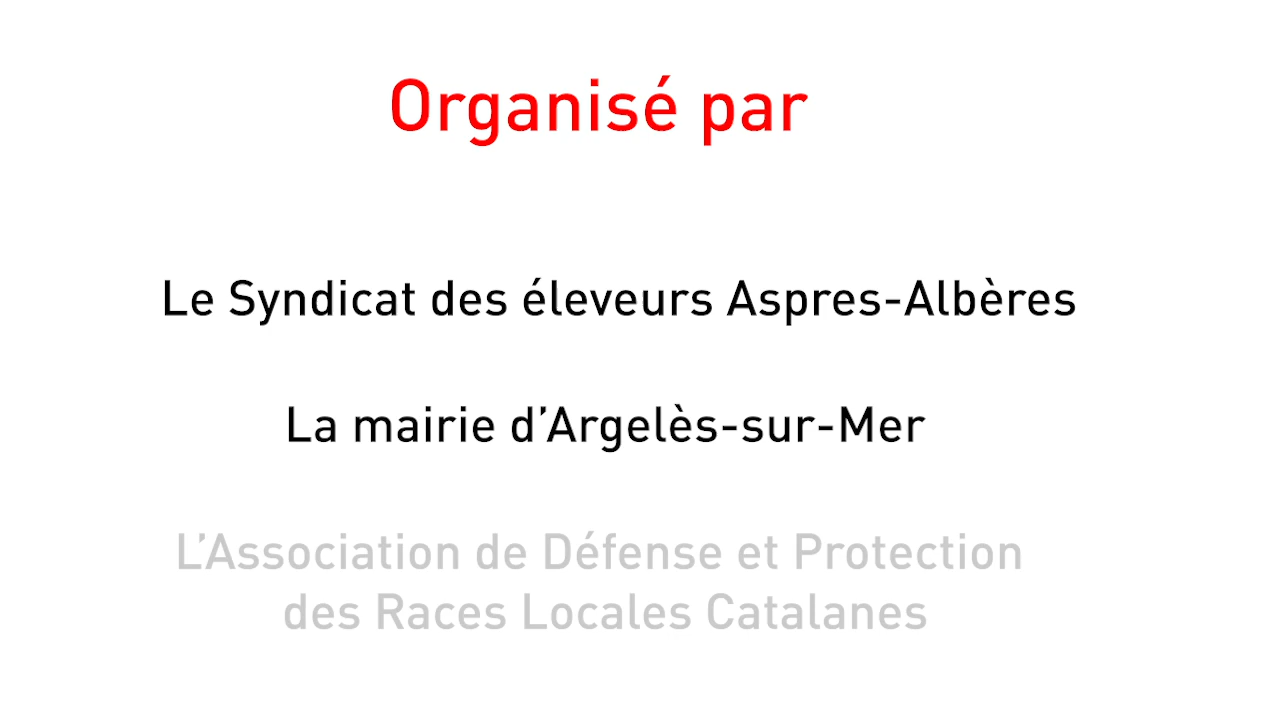 Organisé par
Le Syndicat des éleveurs Aspres-Albères
La mairie d’Argelès-sur-Mer
L’Association de Défense et Protection
des Races Locales Catalanes